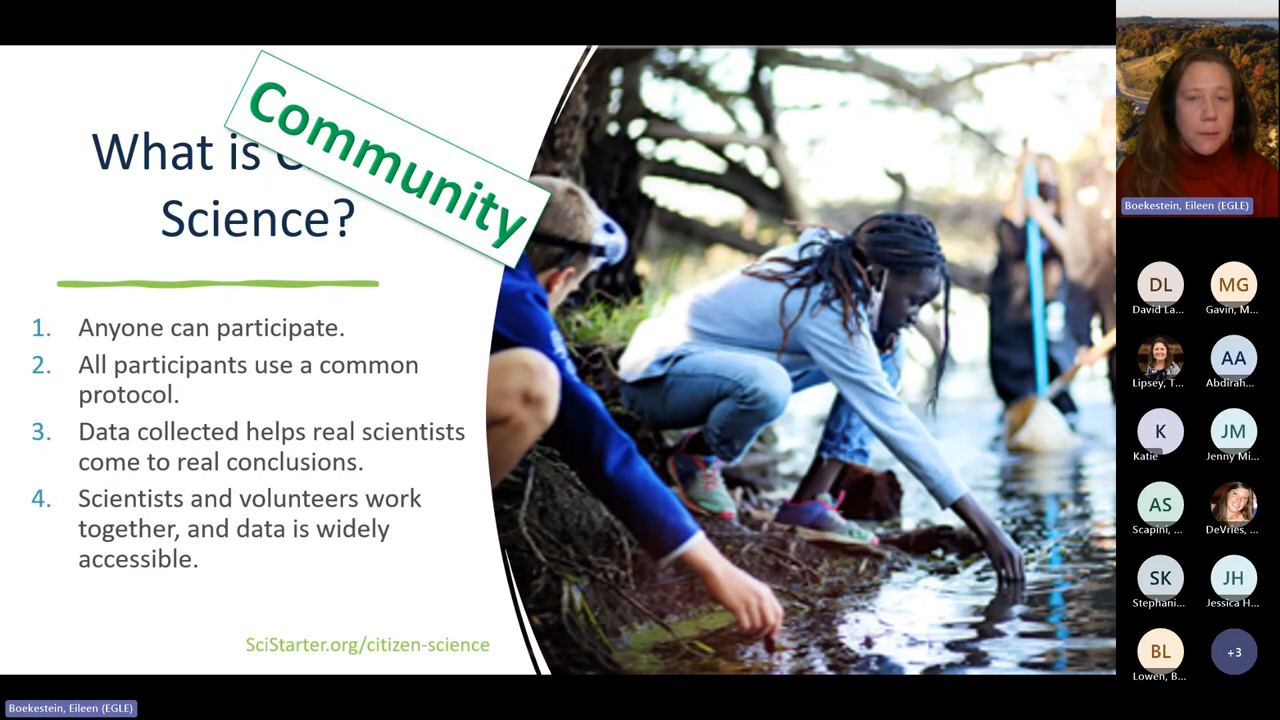 Community
What is
Science?
1. Anyone can participate.
2. All participants use a common
protocol.
3. Data collected helps real scientists
come to real conclusions.
4. Scientists and volunteers work
together, and data is widely
accessible.
SciStarter.org/citizen-science
Boekestein, Eileen (EGLE)
Boekestein, Eileen (EGLE)
DL
MG
David La...
Gavin, M...
AA
Lipsey, T...
Abdirah...
K
JM
Katie
Jenny Mi...
AS
Scapini, ...
DeVries, ...
SK
JH
Stephani...
Jessica H...
BL
+3
Lowen, B...